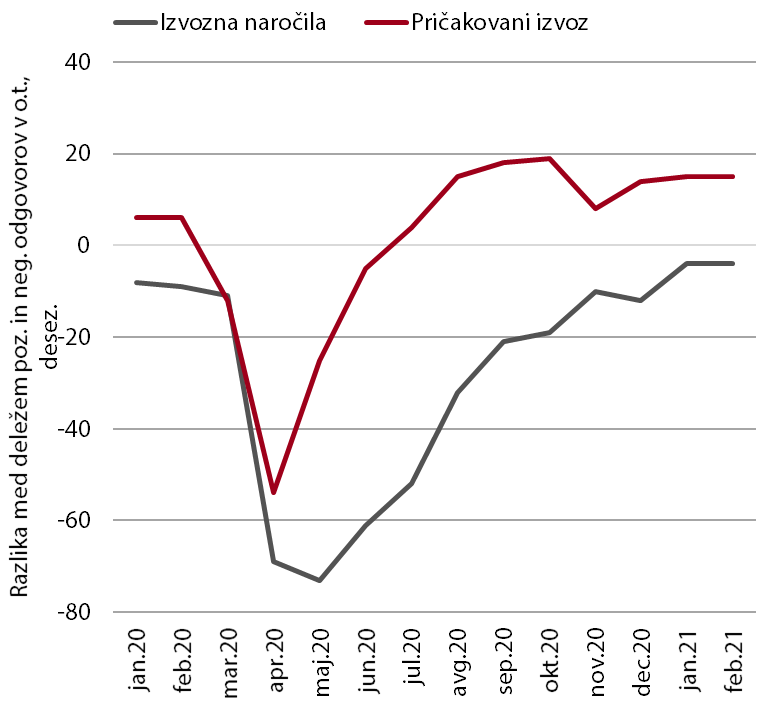 Izvozna naročila
Pričakovani izvoz
Razlika med deležem poz. in neg. odgovorov v o.t.,
desez.
40
20
0
-20
-40
-60
-80
jan.20
feb.20
mar.20
apr.20
maj.20
jun.20
jul.20
avg.20
sep.20
okt.20
nov.20
dec.20
jan.21
feb.21